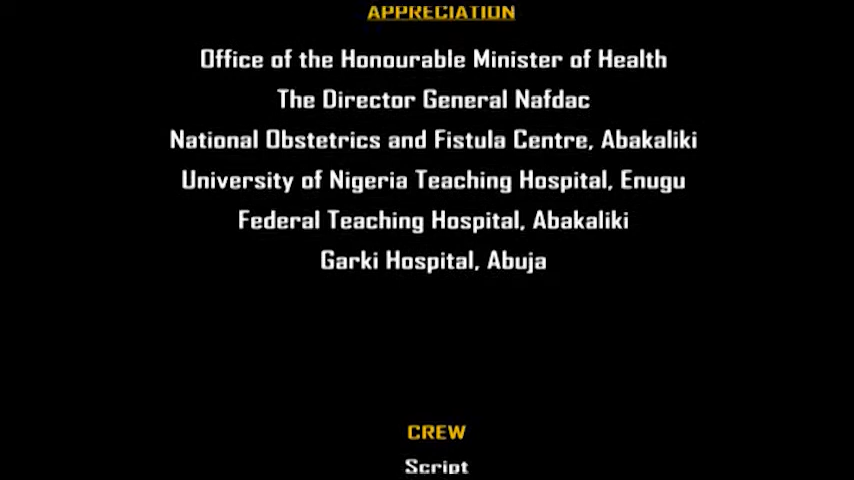 APPRECIATION
Office of the Honourable Minister of Health
The Director General Nafdac
National Obstetrics and Fistula Centre, Abakaliki
University of Nigeria Teaching Hospital, Enugu
Federal Teaching Hospital, Abakaliki
Garki Hospital, Abuja
CREW
Script